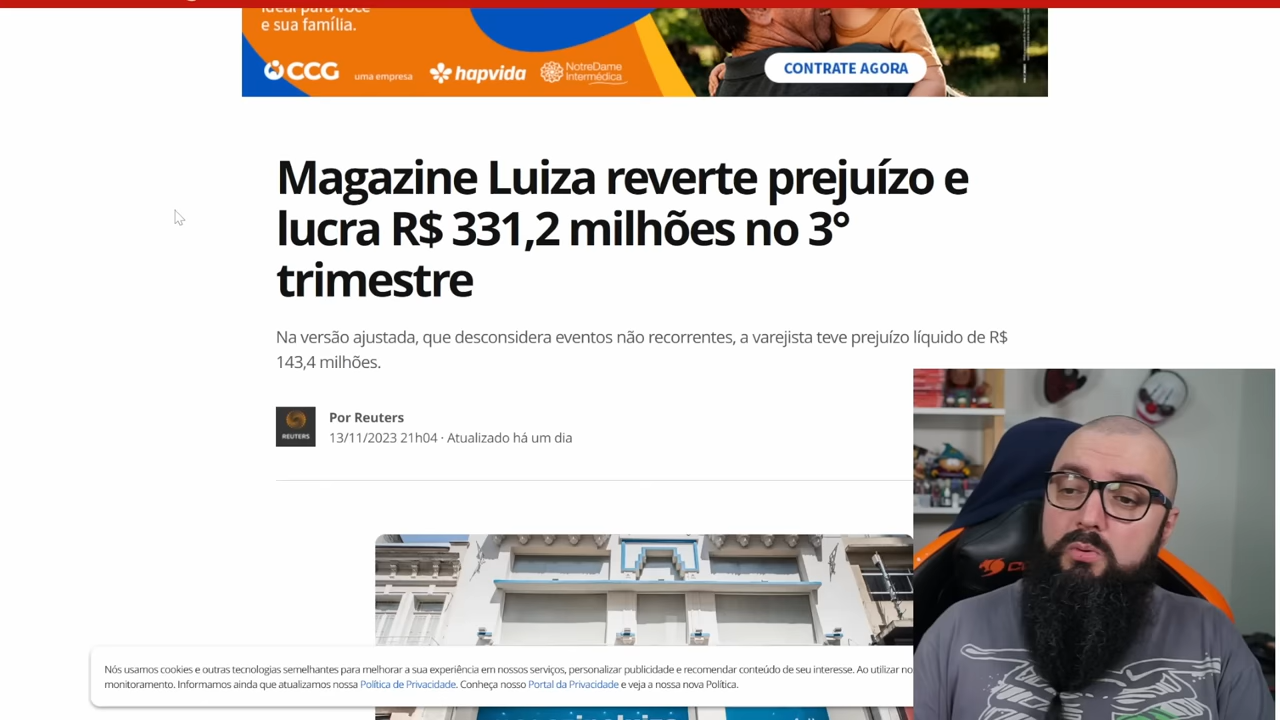 e sua família.
CCG uma empresa hapvida NotreDame Intermédica
CONTRATE AGORA
Magazine Luiza reverte prejuízo e
lucra R$ 331,2 milhões no 3°
trimestre
Na versão ajustada, que desconsidera eventos não recorrentes, a varejista teve prejuízo líquido de R$
143,4 milhões.
REUTERS
Por Reuters
13/11/2023 21h04 · Atualizado há um dia
Nós usamos cookies e outras tecnologias semelhantes para melhorar a sua experiência em nossos serviços, personalizar publicidade e recomendar conteúdo de seu interesse. Ao utilizar no
monitoramento. Informamos ainda que atualizamos nossa Política de Privacidade. Conheça nosso Portal da Privacidade e veja a nossa nova Política.